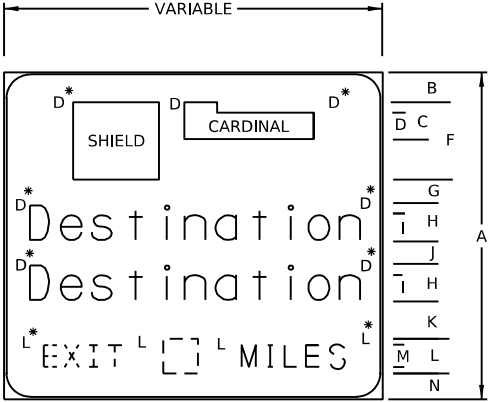 VARIABLE
B
D* D D*
SHIELD CARDINAL
D C
F
G
D* Destination D*
I H
A
J
D* Destination D*
I H
K
L* EXIT L L MILES L*
M L
N